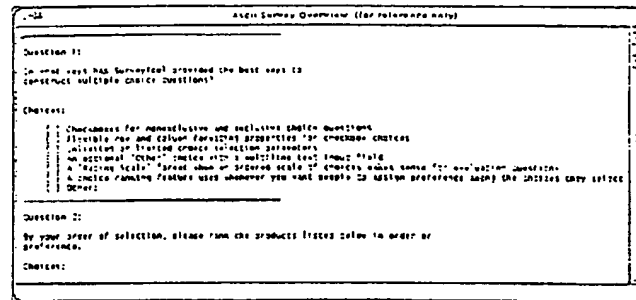 Ascii Survey Overview (for reference only)
Question 1:
In what ways has SurveyTool provided the best ways to
construct multiple choice questions?
Choices:
[ ] Checkboxes for nonexclusive and exclusive choice questions
[ ] Flexible row and column formatting properties for checkbox choices
[ ] Unlimited or limited choice selection parameters
[ ] An optional "Other" choice with a multiline text input field
[ ] A "Rating Scale" format when an ordered scale of choices makes sense for evaluation questions
[ ] A choice ranking feature used whenever you want people to assign preference among the choices they select
[ ] Other:
Question 2:
By your order of selection, please rank the products listed below in order of
preference.
Choices: